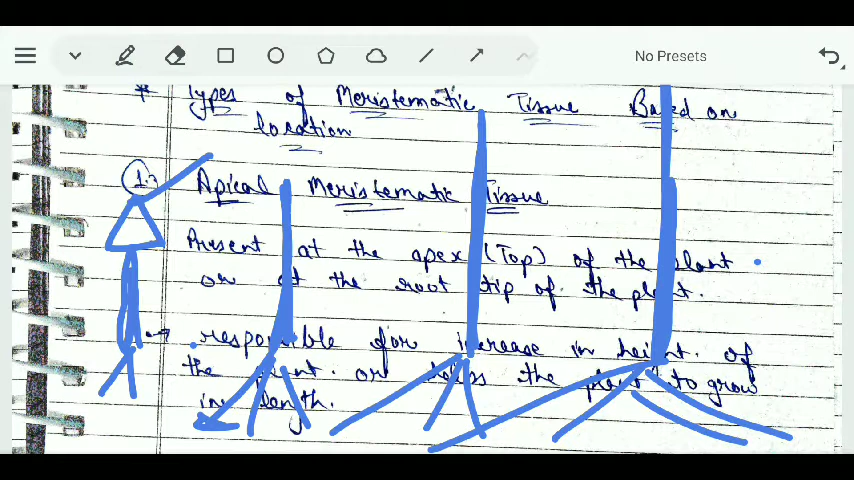 No Presets
* Types of Meristematic Tissue Based on
location
1. Apical Meristematic Tissue
Present at the apex (Top) of the plant
or at the root tip of the plant.
→ responsible for increase in height of
the plant. or helps the plant to grow
in length.